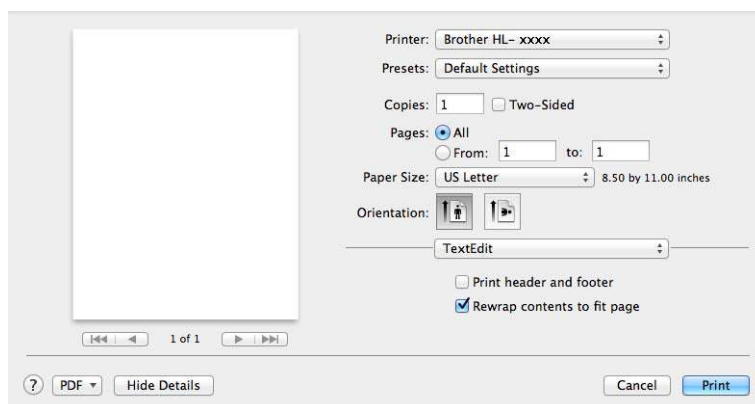 Printer: Brother HL- xxxx
Presets: Default Settings
Copies: 1 Two-Sided
Pages: All
From: 1 to: 1
Paper Size: US Letter 8.50 by 11.00 inches
Orientation:
TextEdit
Print header and footer
Rewrap contents to fit page
1 of 1
? PDF Hide Details Cancel Print